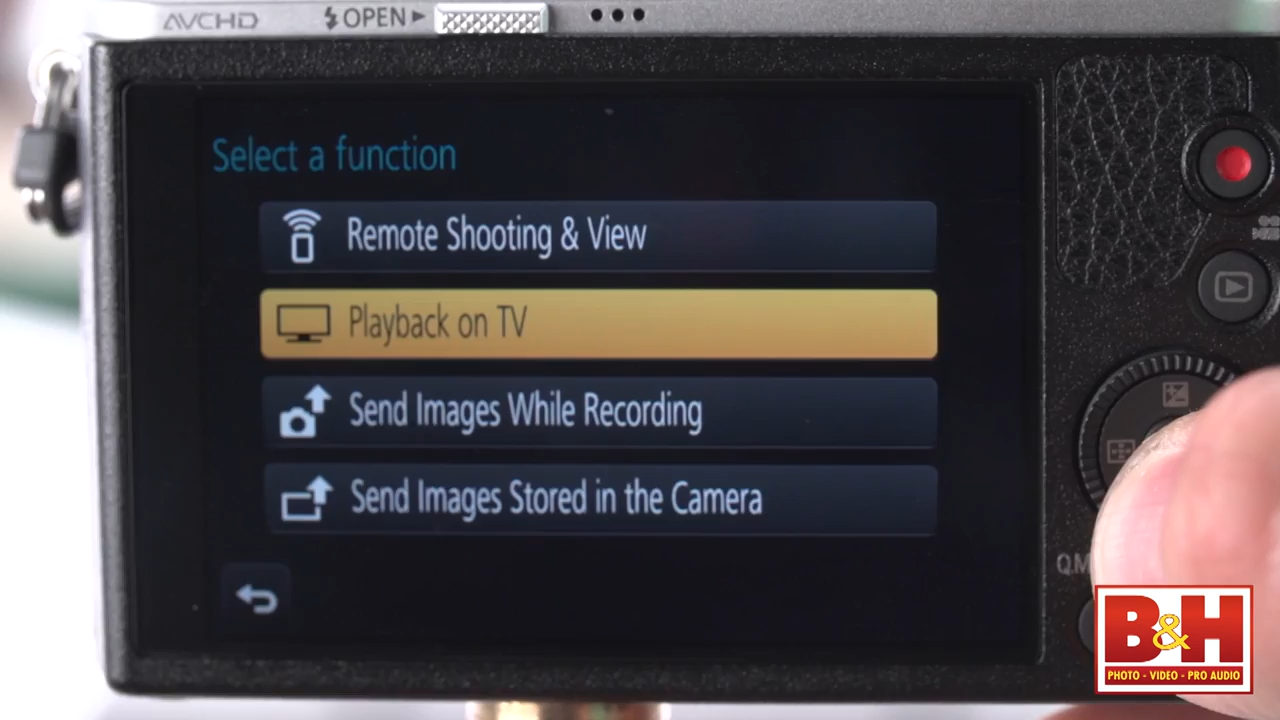 AVCHD
OPEN
Select a function
Remote Shooting & View
Playback on TV
Send Images While Recording
Send Images Stored in the Camera
B&H
PHOTO - VIDEO - PRO AUDIO